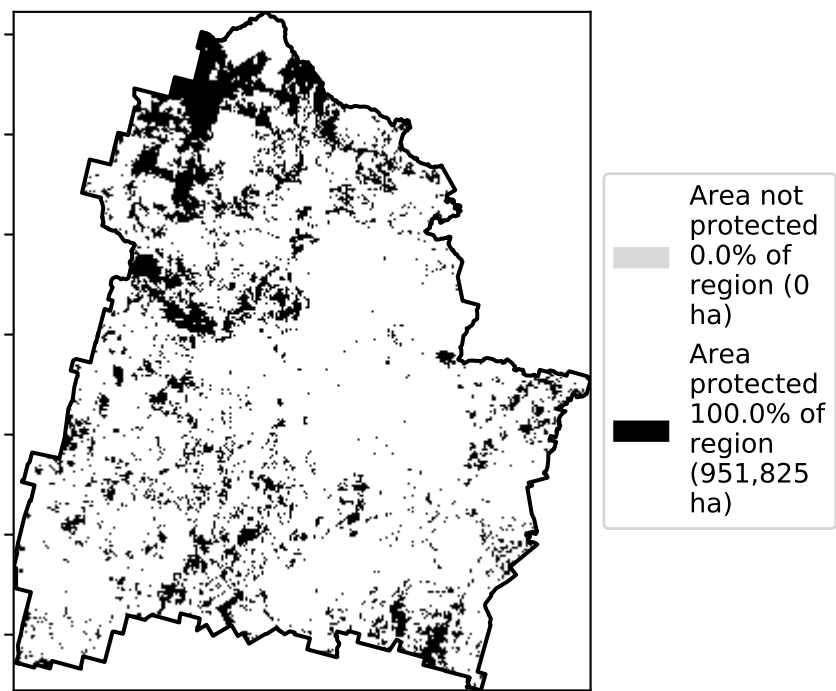 Area not
protected
0.0% of
region (0
ha)
Area
protected
100.0% of
region
(951,825
ha)